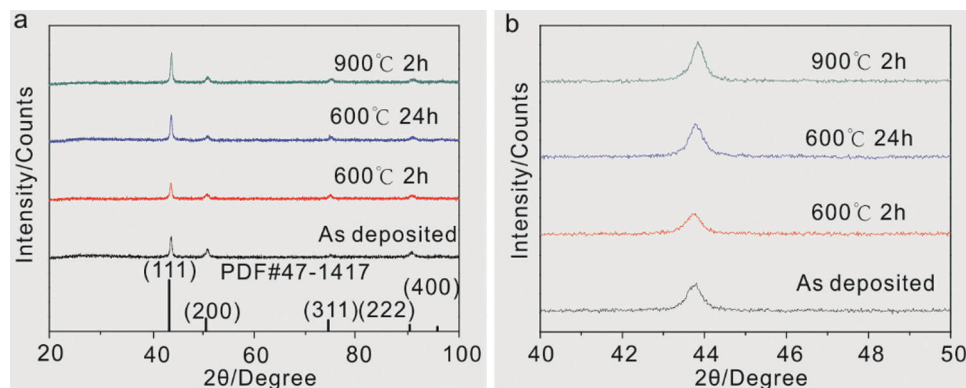 a
900℃ 2h
600℃ 24h
600℃ 2h
As deposited
(111)
PDF#47-1417
(200)
(311)
(222)
(400)
20 40 60 80 100
2θ/Degree
Intensity/Counts
b
900℃ 2h
600℃ 24h
600℃ 2h
As deposited
40 42 44 46 48 50
2θ/Degree
Intensity/Counts